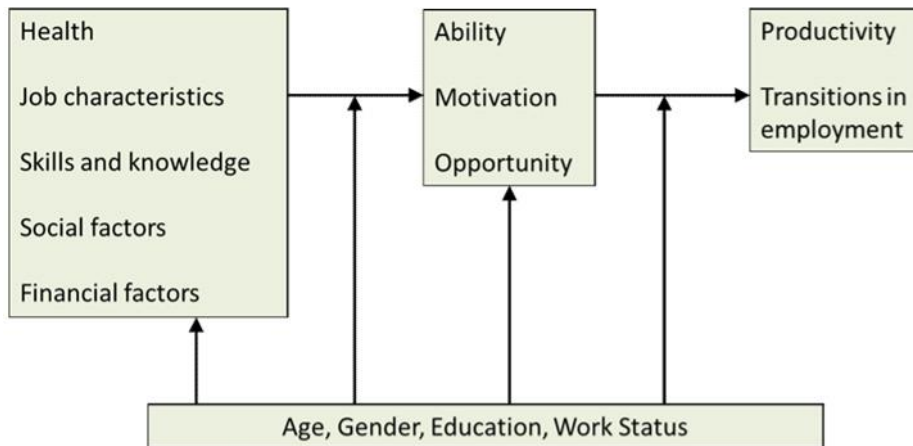 Health
Job characteristics
Skills and knowledge
Social factors
Financial factors
Ability
Motivation
Opportunity
Productivity
Transitions in
employment
Age, Gender, Education, Work Status